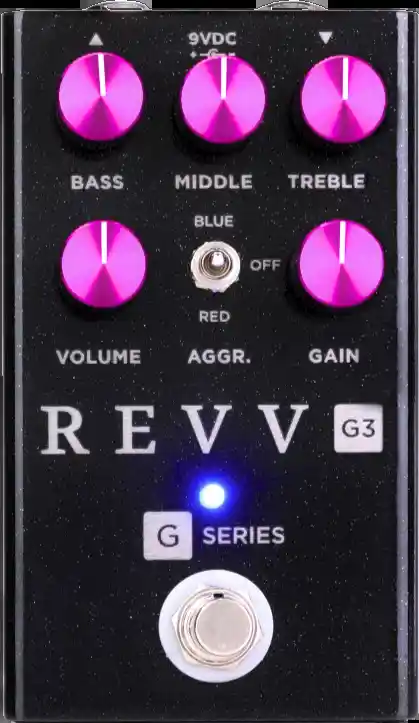 9VDC
BASS MIDDLE TREBLE
BLUE
OFF
RED
VOLUME AGGR. GAIN
REVV G3
G SERIES